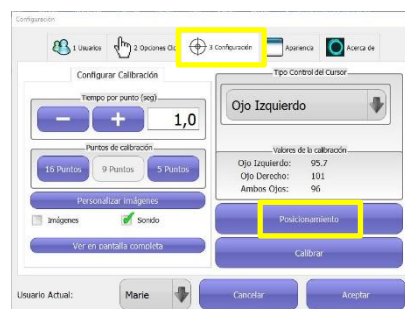 Configuración
1 Usuarios
2 Opciones Clic
3 Configuración
Apariencia
Acerca de
Configurar Calibración
Tiempo por punto (seg)
1,0
Puntos de calibración
16 Puntos
9 Puntos
5 Puntos
Personalizar Imágenes
Imágenes
Sonido
Ver en pantalla completa
Tipo Control del Cursor
Ojo Izquierdo
Valores de la calibración
Ojo Izquierdo: 95.7
Ojo Derecho: 101
Ambos Ojos: 96
Posicionamiento
Calibrar
Usuario Actual:
Marie
Cancelar
Aceptar